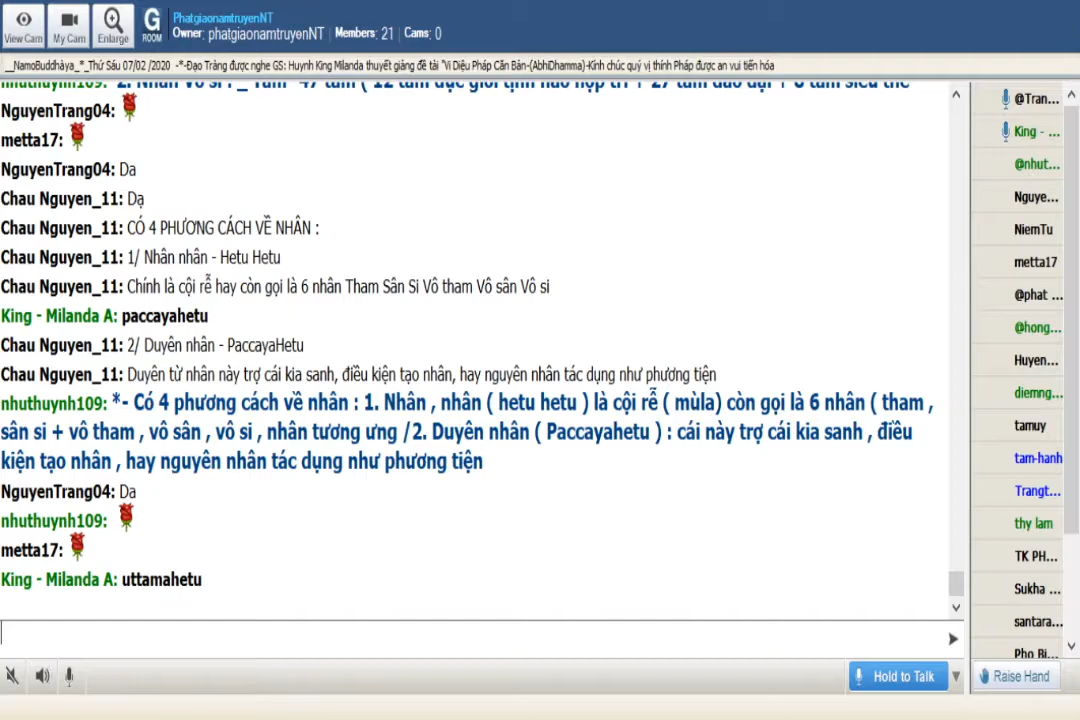 PhatgiaonamtruyenNT
Owner: phatgiaonamtruyenNT | Members: 21 | Cams: 0
View Cam My Cam Enlarge G ROOM
__NamoBuddhàya_*_Thứ Sáu 07/02 /2020 -*-Đạo Tràng được nghe GS: Huynh King Milanda thuyết giảng đề tài "Vi Diệu Pháp Căn Bản-(AbhiDhamma)-Kính chúc quý vị thính Pháp được an vui tiến hóa
NguyenTrang04:
metta17:
NguyenTrang04: Da
Chau Nguyen_11: Dạ
Chau Nguyen_11: CÓ 4 PHƯƠNG CÁCH VỀ NHÂN :
Chau Nguyen_11: 1/ Nhân nhân - Hetu Hetu
Chau Nguyen_11: Chính là cội rễ hay còn gọi là 6 nhân Tham Sân Si Vô tham Vô sân Vô si
King - Milanda A: paccayahetu
Chau Nguyen_11: 2/ Duyên nhân - PaccayaHetu
Chau Nguyen_11: Duyên từ nhân này trợ cái kia sanh, điều kiện tạo nhân, hay nguyên nhân tác dụng như phương tiện
nhuthuynh109: *- Có 4 phương cách về nhân : 1. Nhân , nhân ( hetu hetu ) là cội rễ ( mùla) còn gọi là 6 nhân ( tham ,
sân si + vô tham , vô sân , vô si , nhân tương ưng /2. Duyên nhân ( Paccayahetu ) : cái này trợ cái kia sanh , điều
kiện tạo nhân , hay nguyên nhân tác dụng như phương tiện
NguyenTrang04: Da
nhuthuynh109:
metta17:
King - Milanda A: uttamahetu
@Tran...
King - ...
@nhut...
Nguye...
NiemTu
metta17
@phat ...
@hong...
Huyen...
diemng...
tamuy
tam-hanh
Trangt...
thy lam
TK PH...
Sukha ...
santara...
Pho Bi...
Hold to Talk
Raise Hand